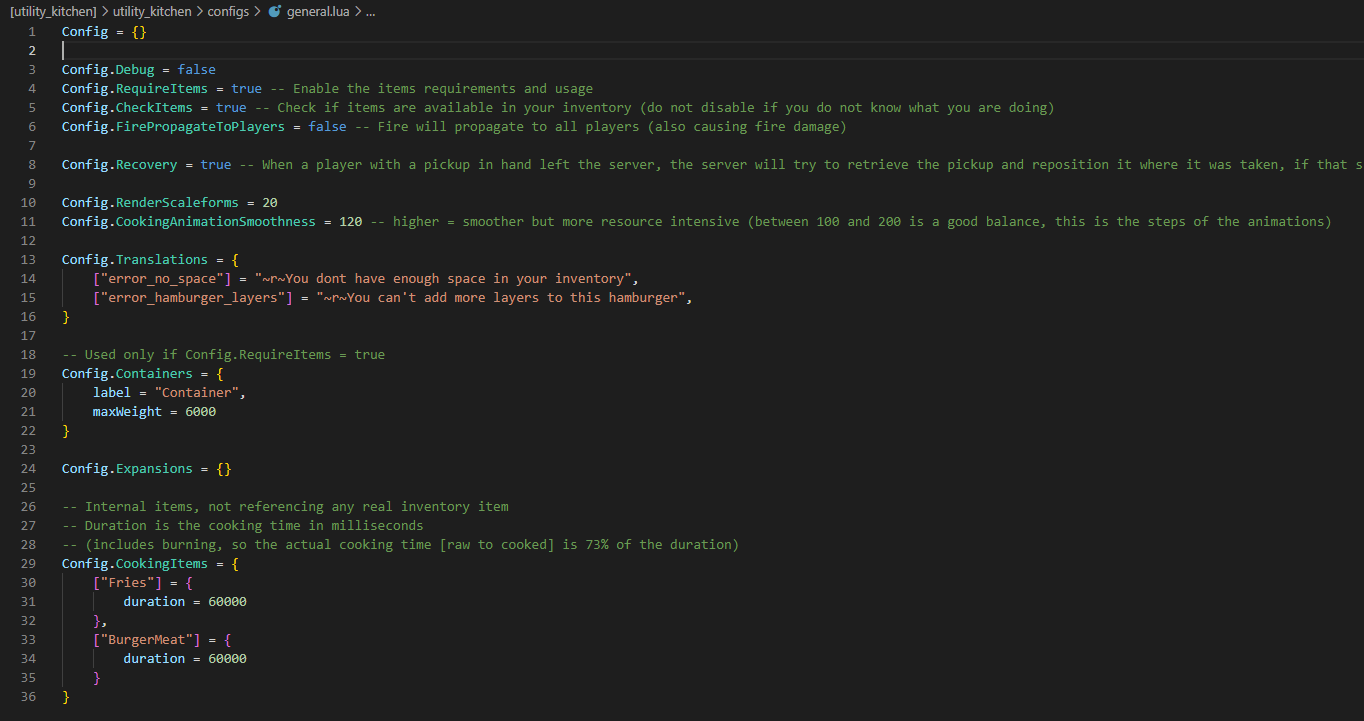 [utility_kitchen] > utility_kitchen > configs > general.lua > ...
1 Config = {}
2
3 Config.Debug = false
4 Config.RequireItems = true -- Enable the items requirements and usage
5 Config.CheckItems = true -- Check if items are available in your inventory (do not disable if you do not know what you are doing)
6 Config.FirePropagateToPlayers = false -- Fire will propagate to all players (also causing fire damage)
7
8 Config.Recovery = true -- When a player with a pickup in hand left the server, the server will try to retrieve the pickup and reposition it where it was taken, if that s
9
10 Config.RenderScaleforms = 20
11 Config.CookingAnimationSmoothness = 120 -- higher = smoother but more resource intensive (between 100 and 200 is a good balance, this is the steps of the animations)
12
13 Config.Translations = {
14     ["error_no_space"] = "~r~You dont have enough space in your inventory",
15     ["error_hamburger_layers"] = "~r~You can't add more layers to this hamburger",
16 }
17
18 -- Used only if Config.RequireItems = true
19 Config.Containers = {
20     label = "Container",
21     maxWeight = 6000
22 }
23
24 Config.Expansions = {}
25
26 -- Internal items, not referencing any real inventory item
27 -- Duration is the cooking time in milliseconds
28 -- (includes burning, so the actual cooking time [raw to cooked] is 73% of the duration)
29 Config.CookingItems = {
30     ["Fries"] = {
31         duration = 60000
32     },
33     ["BurgerMeat"] = {
34         duration = 60000
35     }
36 }